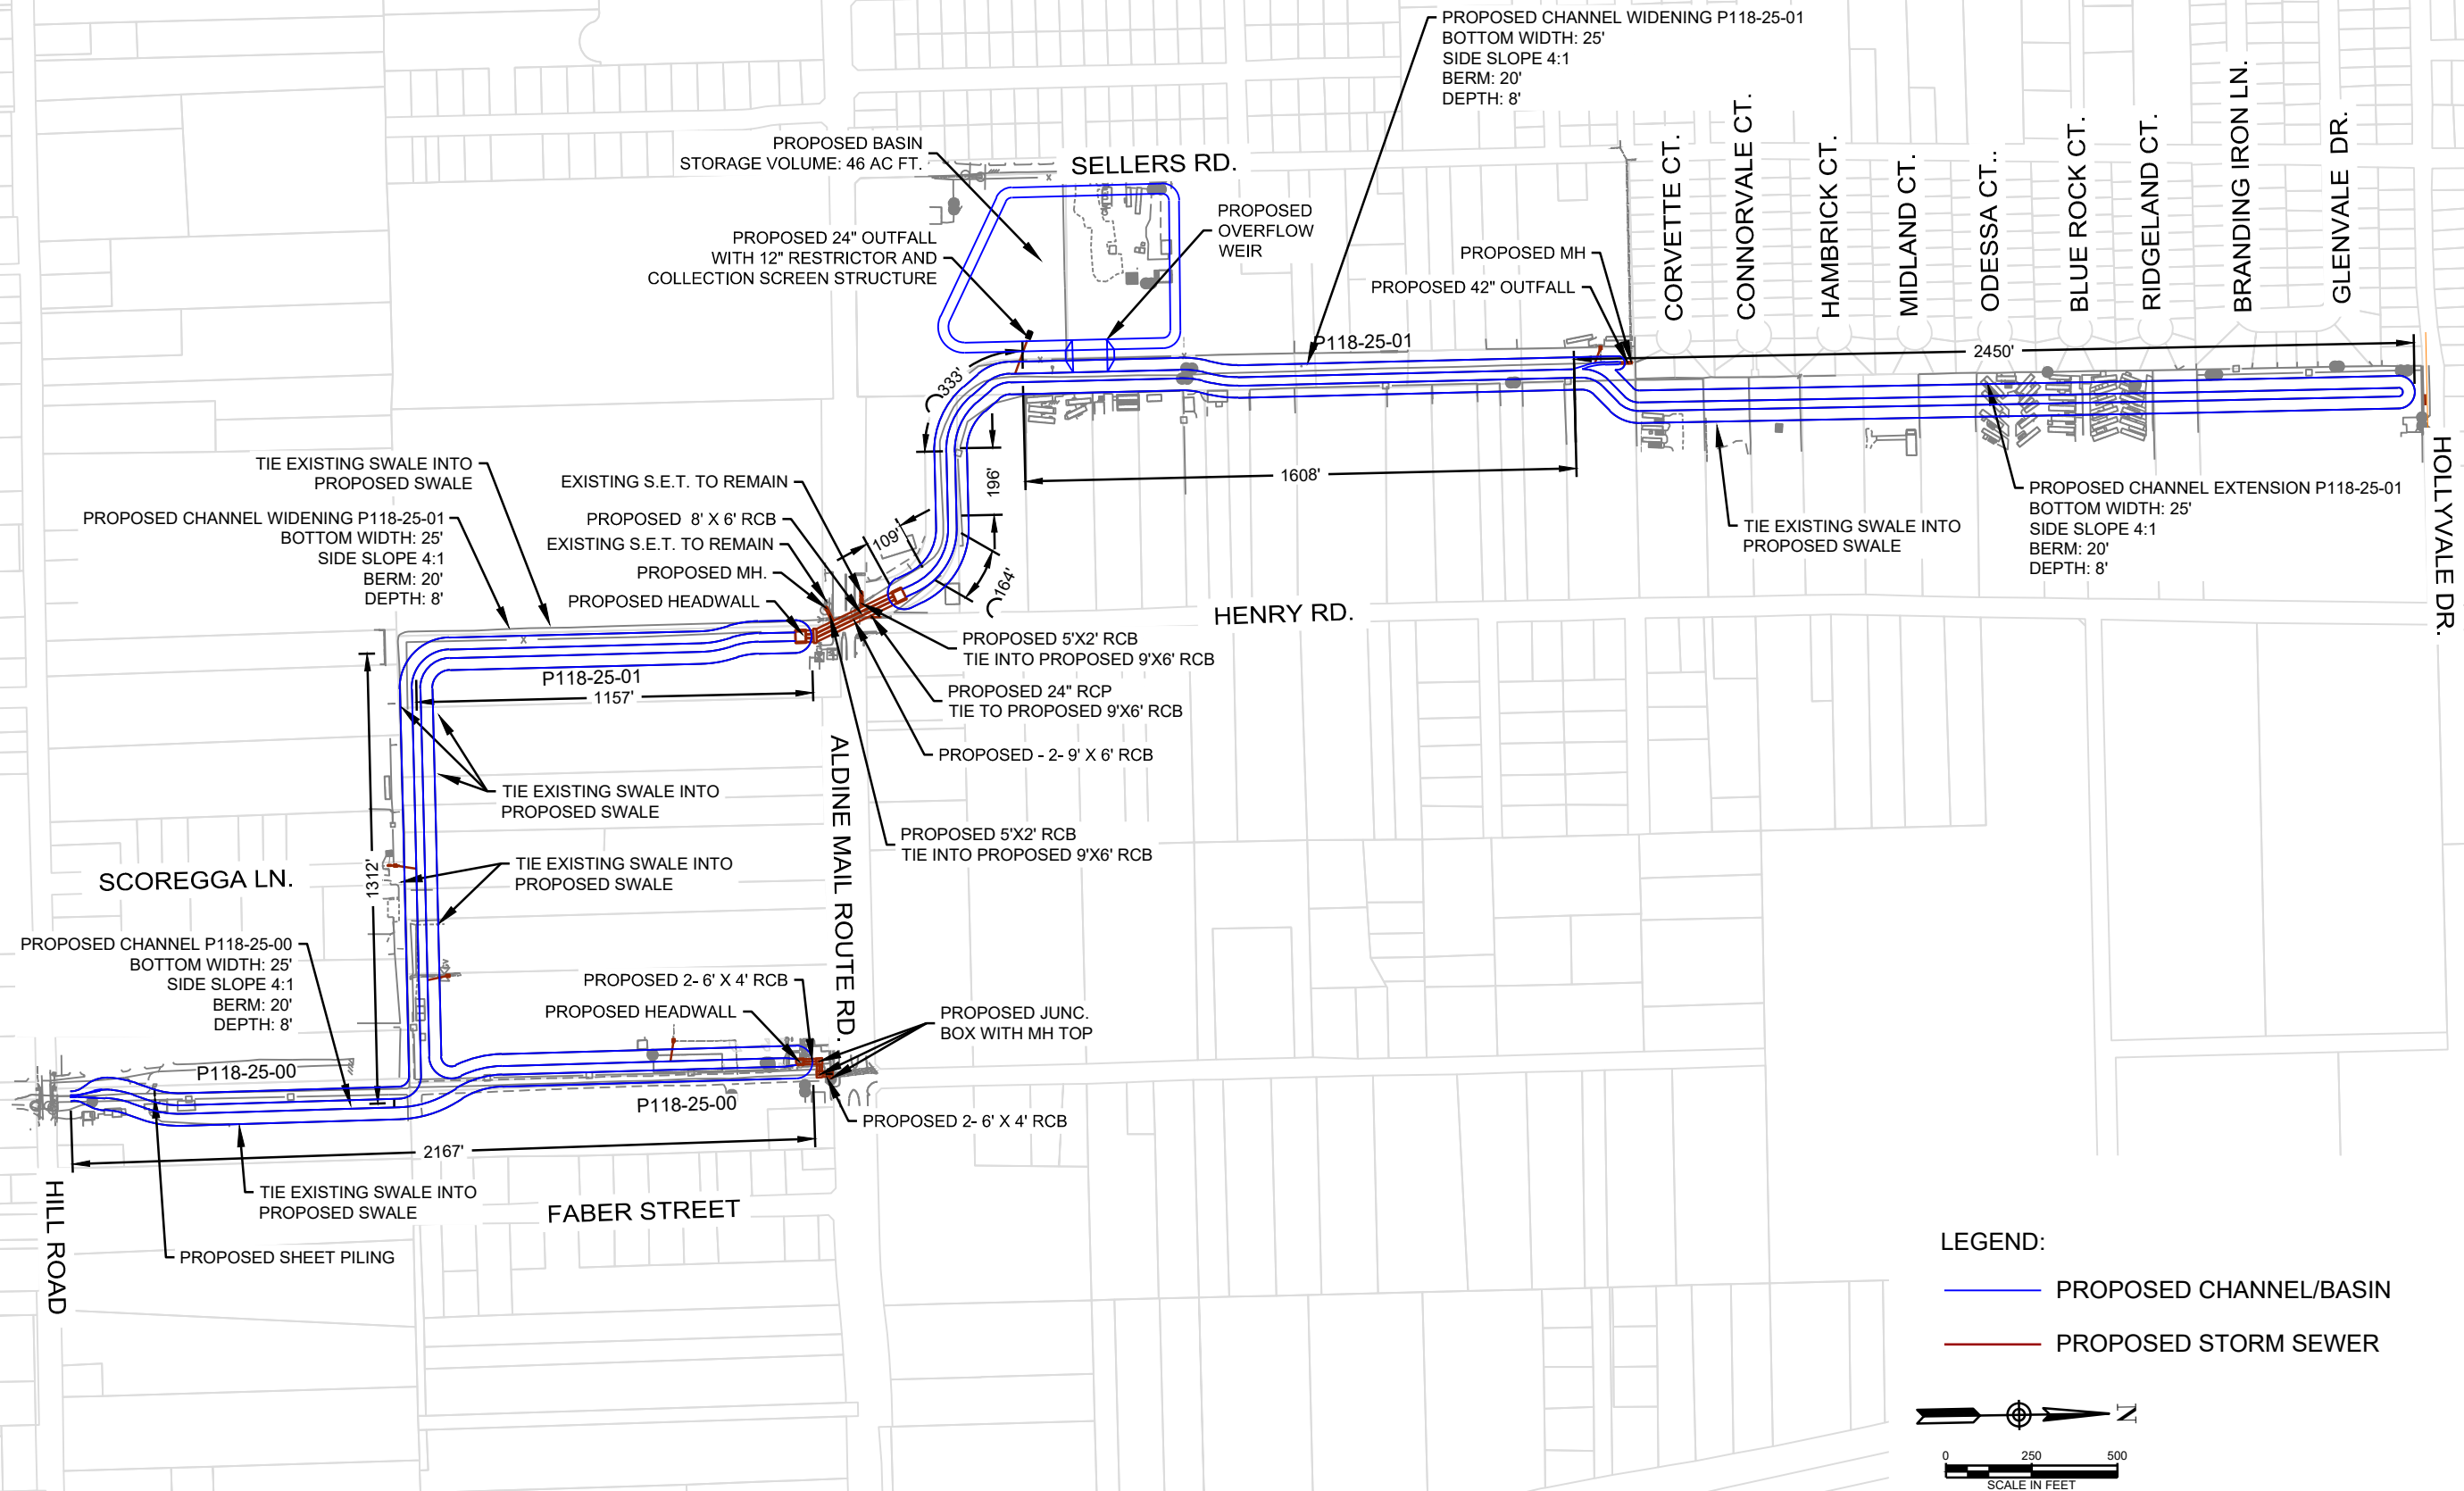 PROPOSED CHANNEL WIDENING P118-25-01
BOTTOM WIDTH: 25'
SIDE SLOPE 4:1
BERM: 20'
DEPTH: 8'
PROPOSED BASIN
STORAGE VOLUME: 46 AC FT.
SELLERS RD.
PROPOSED
OVERFLOW
WEIR
PROPOSED 24" OUTFALL
WITH 12" RESTRICTOR AND
COLLECTION SCREEN STRUCTURE
PROPOSED MH
PROPOSED 42" OUTFALL
CORVETTE CT.
CONNORVALE CT.
HAMBRICK CT.
MIDLAND CT.
ODESSA CT..
BLUE ROCK CT.
RIDGELAND CT.
BRANDING IRON LN.
GLENVALE DR.
P118-25-01
2450'
333'
196'
1608'
109'
164'
TIE EXISTING SWALE INTO
PROPOSED SWALE
PROPOSED CHANNEL WIDENING P118-25-01
BOTTOM WIDTH: 25'
SIDE SLOPE 4:1
BERM: 20'
DEPTH: 8'
EXISTING S.E.T. TO REMAIN
PROPOSED 8' X 6' RCB
EXISTING S.E.T. TO REMAIN
PROPOSED MH.
PROPOSED HEADWALL
TIE EXISTING SWALE INTO
PROPOSED SWALE
PROPOSED CHANNEL EXTENSION P118-25-01
BOTTOM WIDTH: 25'
SIDE SLOPE 4:1
BERM: 20'
DEPTH: 8'
HOLLYVALE DR.
HENRY RD.
PROPOSED 5'X2' RCB
TIE INTO PROPOSED 9'X6' RCB
PROPOSED 24" RCP
TIE TO PROPOSED 9'X6' RCB
PROPOSED - 2- 9' X 6' RCB
PROPOSED 5'X2' RCB
TIE INTO PROPOSED 9'X6' RCB
P118-25-01
1157'
ALDINE MAIL ROUTE RD.
TIE EXISTING SWALE INTO
PROPOSED SWALE
TIE EXISTING SWALE INTO
PROPOSED SWALE
1312'
SCOREGGA LN.
PROPOSED CHANNEL P118-25-00
BOTTOM WIDTH: 25'
SIDE SLOPE 4:1
BERM: 20'
DEPTH: 8'
PROPOSED 2- 6' X 4' RCB
PROPOSED HEADWALL
PROPOSED JUNC.
BOX WITH MH TOP
P118-25-00
P118-25-00
PROPOSED 2- 6' X 4' RCB
2167'
TIE EXISTING SWALE INTO
PROPOSED SWALE
FABER STREET
PROPOSED SHEET PILING
HILL ROAD
LEGEND:
PROPOSED CHANNEL/BASIN
PROPOSED STORM SEWER
N
0 250 500
SCALE IN FEET